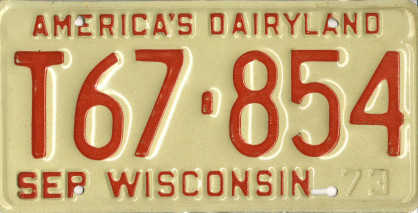 AMERICA'S DAIRYLAND
T67-854
SEP WISCONSIN 73